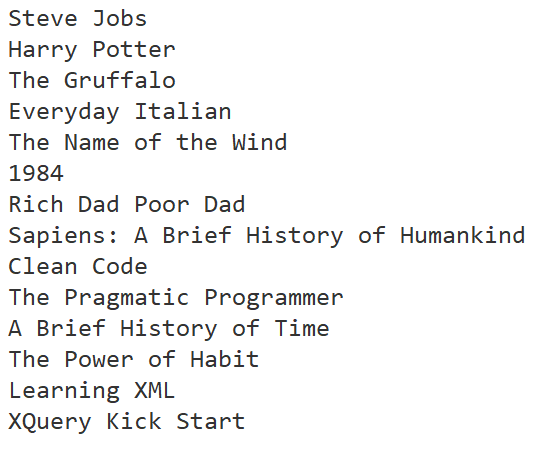 Steve Jobs
Harry Potter
The Gruffalo
Everyday Italian
The Name of the Wind
1984
Rich Dad Poor Dad
Sapiens: A Brief History of Humankind
Clean Code
The Pragmatic Programmer
A Brief History of Time
The Power of Habit
Learning XML
XQuery Kick Start